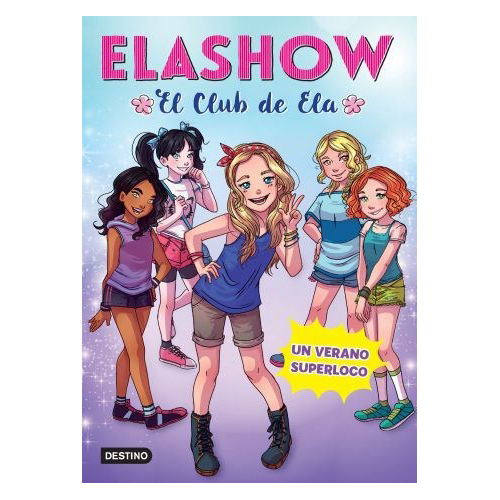 ELASHOW
El Club de Ela
UN VERANO
SUPERLOCO
DESTINO